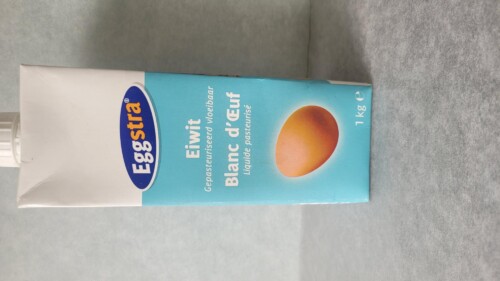 Eggstra®
Eiwit
Gepasteuriseerd vloeibaar
Blanc d'Œuf
Liquide pasteurisé
1 kg ℮